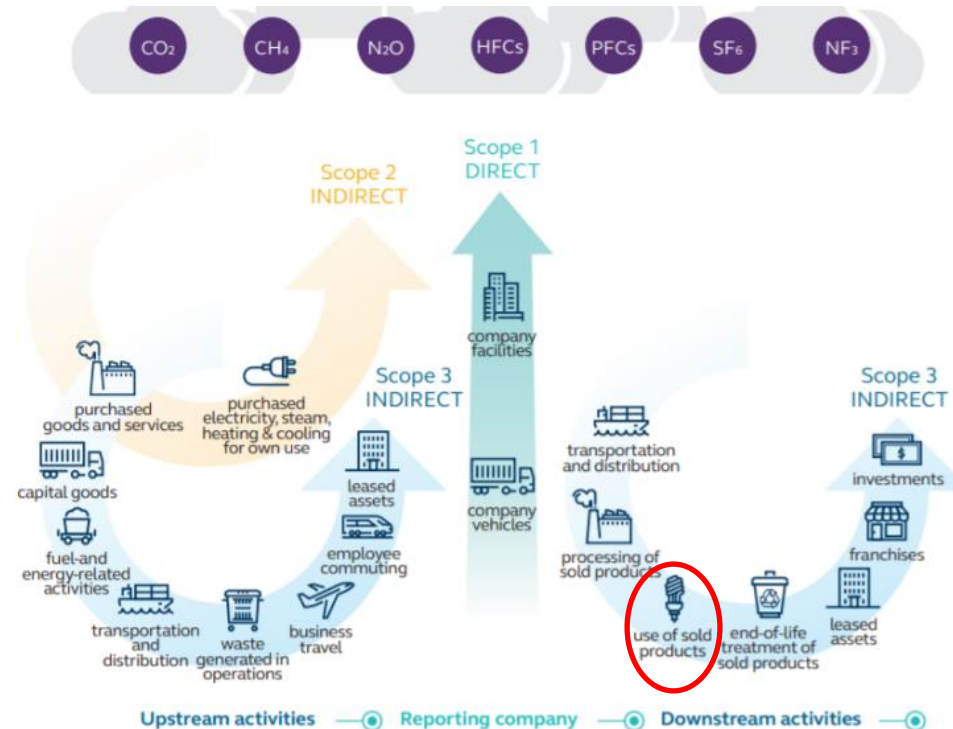 CO₂ CH₄ N₂O HFCs PFCs SF₆ NF₃
Scope 2
INDIRECT
Scope 1
DIRECT
company
facilities
company
vehicles
purchased
goods and services
purchased
electricity, steam,
heating & cooling
for own use
Scope 3
INDIRECT
capital goods
leased
assets
fuel-and
energy-related
activities
employee
commuting
transportation
and
distribution
waste
generated in
operations
business
travel
Scope 3
INDIRECT
transportation
and distribution
investments
$
processing of
sold products
franchises
use of sold
products
end-of-life
treatment of
sold products
leased
assets
Upstream activities Reporting company Downstream activities